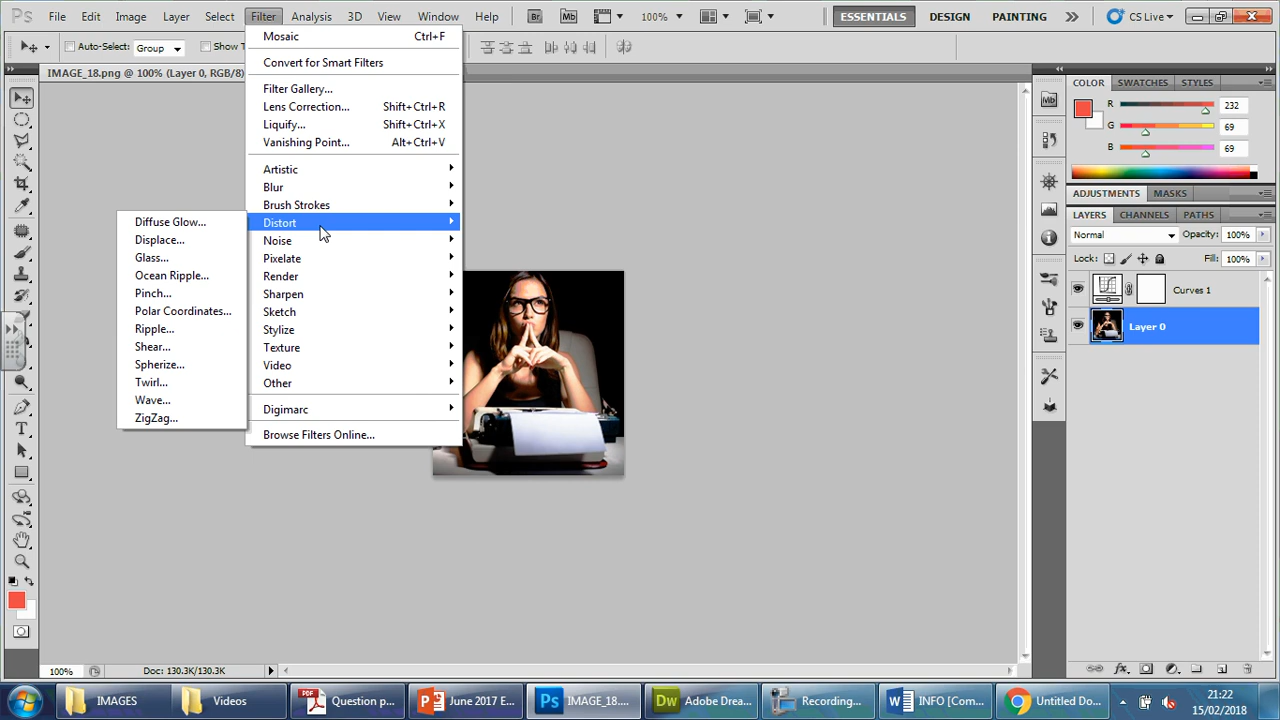 Ps File Edit Image Layer Select Filter Analysis 3D View Window Help Br Mb 100% ESSENTIALS DESIGN PAINTING CS Live
Auto-Select: Group Show T
IMAGE_18.png @ 100% (Layer 0, RGB/8)
Mosaic Ctrl+F
Convert for Smart Filters
Filter Gallery...
Lens Correction... Shift+Ctrl+R
Liquify... Shift+Ctrl+X
Vanishing Point... Alt+Ctrl+V
Artistic
Blur
Brush Strokes
Distort
Noise
Pixelate
Render
Sharpen
Sketch
Stylize
Texture
Video
Other
Digimarc
Browse Filters Online...
Diffuse Glow...
Displace...
Glass...
Ocean Ripple...
Pinch...
Polar Coordinates...
Ripple...
Shear...
Spherize...
Twirl...
Wave...
ZigZag...
COLOR SWATCHES STYLES
Mb
R 232
G 69
B 69
ADJUSTMENTS MASKS
LAYERS CHANNELS PATHS
Normal Opacity: 100%
Lock: Fill: 100%
Curves 1
Layer 0
100% Doc: 130.3K/130.3K
IMAGES Videos Question p... June 2017 E... IMAGE_18.... Adobe Drea... Recording... INFO [Com... Untitled Do...
21:22
15/02/2018